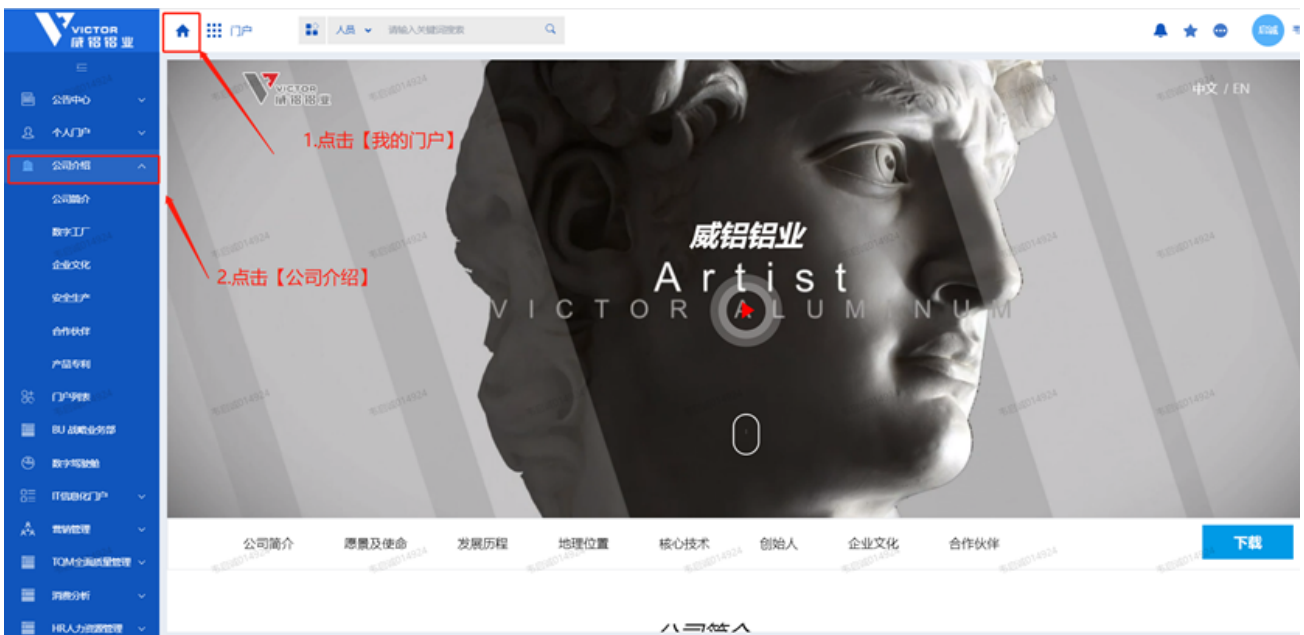 VICTOR
威铝铝业
门户
人员
请输入关键词搜索
公告中心
个人门户
公司介绍
公司简介
数字工厂
企业文化
安全生产
合作伙伴
产品专利
门户列表
BU 战略业务部
数字驾驶舱
IT信息化门户
营销管理
TQM全面质量管理
消费分析
HR人力资源管理
VICTOR
威铝铝业
中文 / EN
1.点击【我的门户】
2.点击【公司介绍】
威铝铝业
Artist
VICTOR ALUMINUM
公司简介
愿景及使命
发展历程
地理位置
核心技术
创始人
企业文化
合作伙伴
下载
公司简介